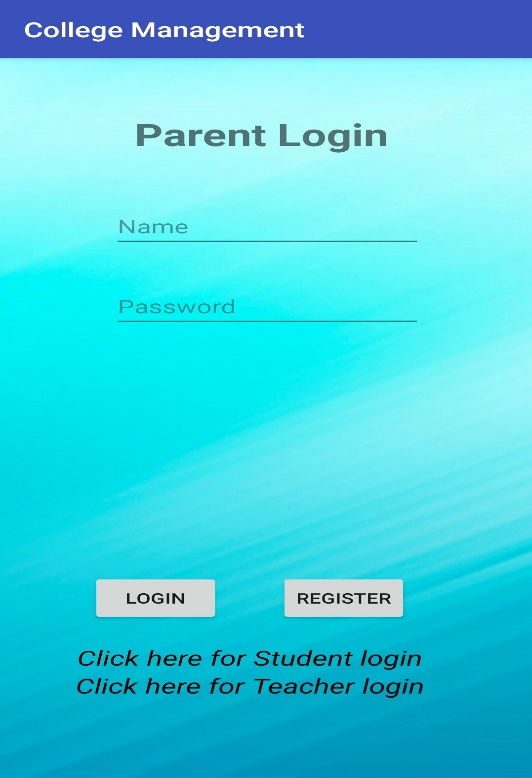 College Management
Parent Login
Name
Password
LOGIN REGISTER
Click here for Student login
Click here for Teacher login